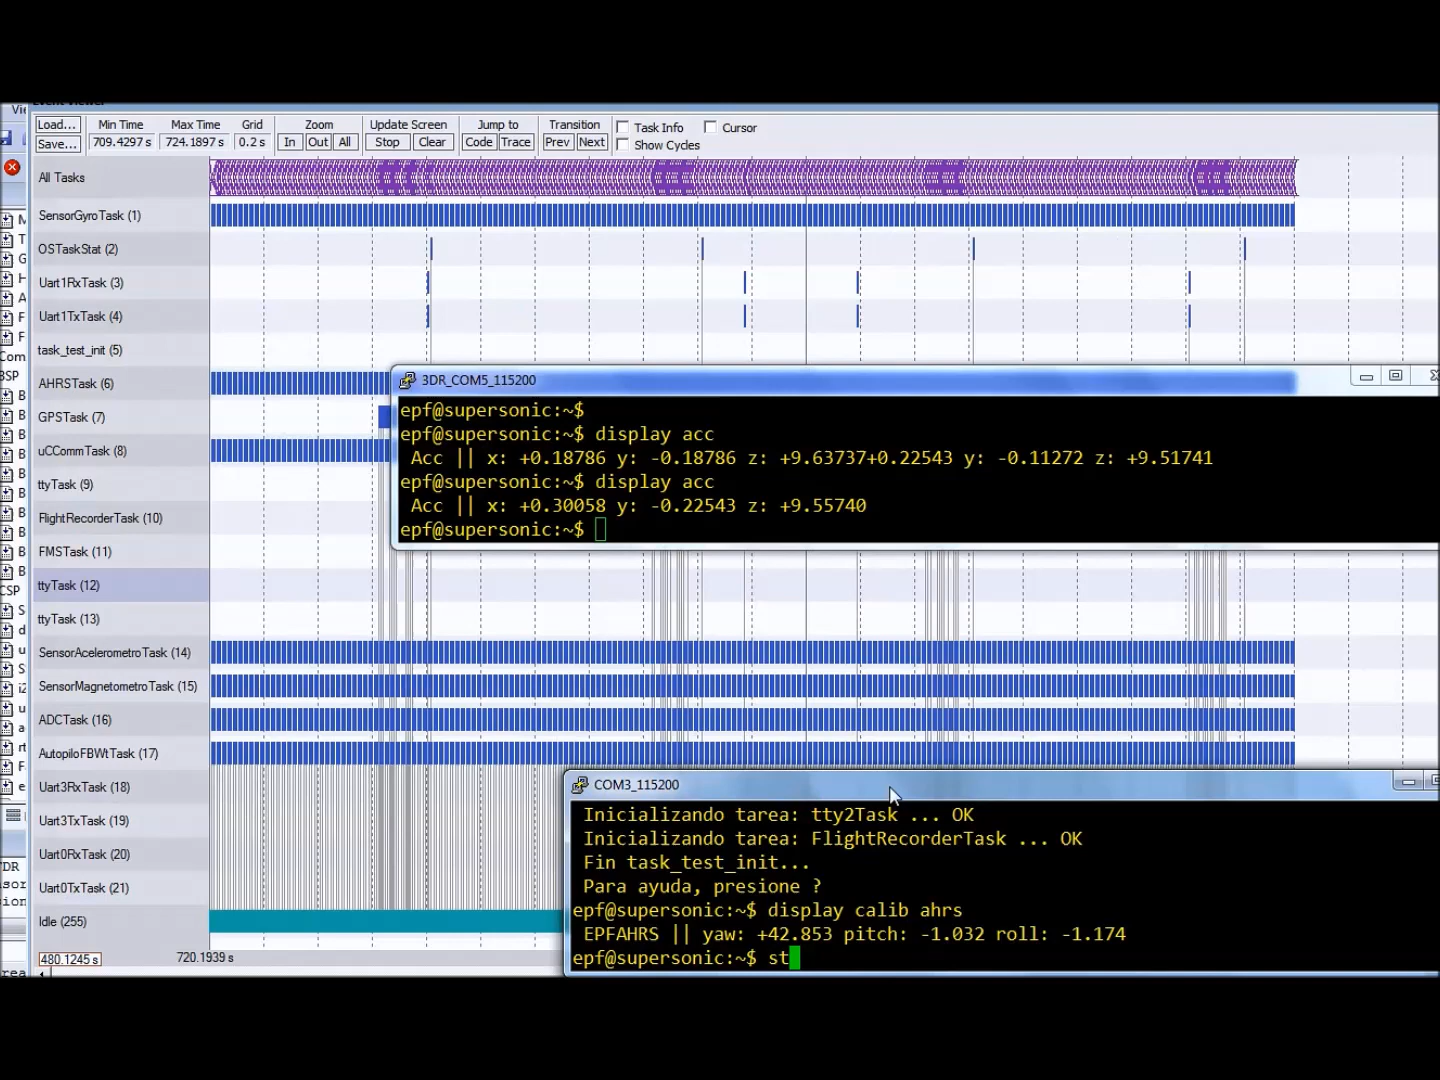 Event Viewer
Load... Min Time Max Time Grid Zoom Update Screen Jump to Transition Task Info Cursor
Save... 709.4297 s 724.1897 s 0.2 s In Out All Stop Clear Code Trace Prev Next Show Cycles
All Tasks
SensorGyroTask (1)
OSTaskStat (2)
Uart1RxTask (3)
Uart1TxTask (4)
task_test_init (5)
AHRSTask (6)
GPSTask (7)
uCCommTask (8)
ttyTask (9)
FlightRecorderTask (10)
FMSTask (11)
ttyTask (12)
ttyTask (13)
SensorAcelerometroTask (14)
SensorMagnetometroTask (15)
ADCTask (16)
AutopiloFBWtTask (17)
Uart3RxTask (18)
Uart3TxTask (19)
Uart0RxTask (20)
Uart0TxTask (21)
Idle (255)
480.1245 s 720.1939 s
3DR_COM5_115200
epf@supersonic:~$
epf@supersonic:~$ display acc
Acc || x: +0.18786 y: -0.18786 z: +9.63737+0.22543 y: -0.11272 z: +9.51741
epf@supersonic:~$ display acc
Acc || x: +0.30058 y: -0.22543 z: +9.55740
epf@supersonic:~$
COM3_115200
Inicializando tarea: tty2Task ... OK
Inicializando tarea: FlightRecorderTask ... OK
Fin task_test_init...
Para ayuda, presione ?
epf@supersonic:~$ display calib ahrs
EPFAHRS || yaw: +42.853 pitch: -1.032 roll: -1.174
epf@supersonic:~$ st